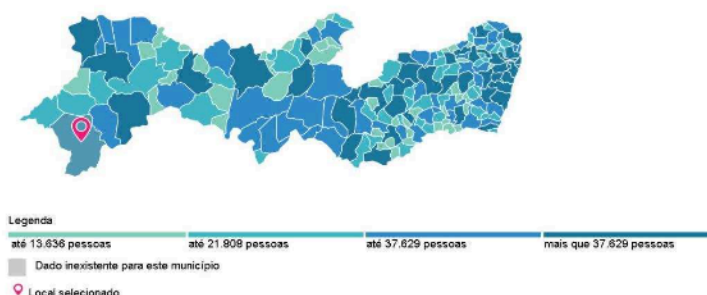 Legenda
até 13.636 pessoas até 21.808 pessoas até 37.629 pessoas mais que 37.629 pessoas
Dado inexistente para este município
Local selecionado